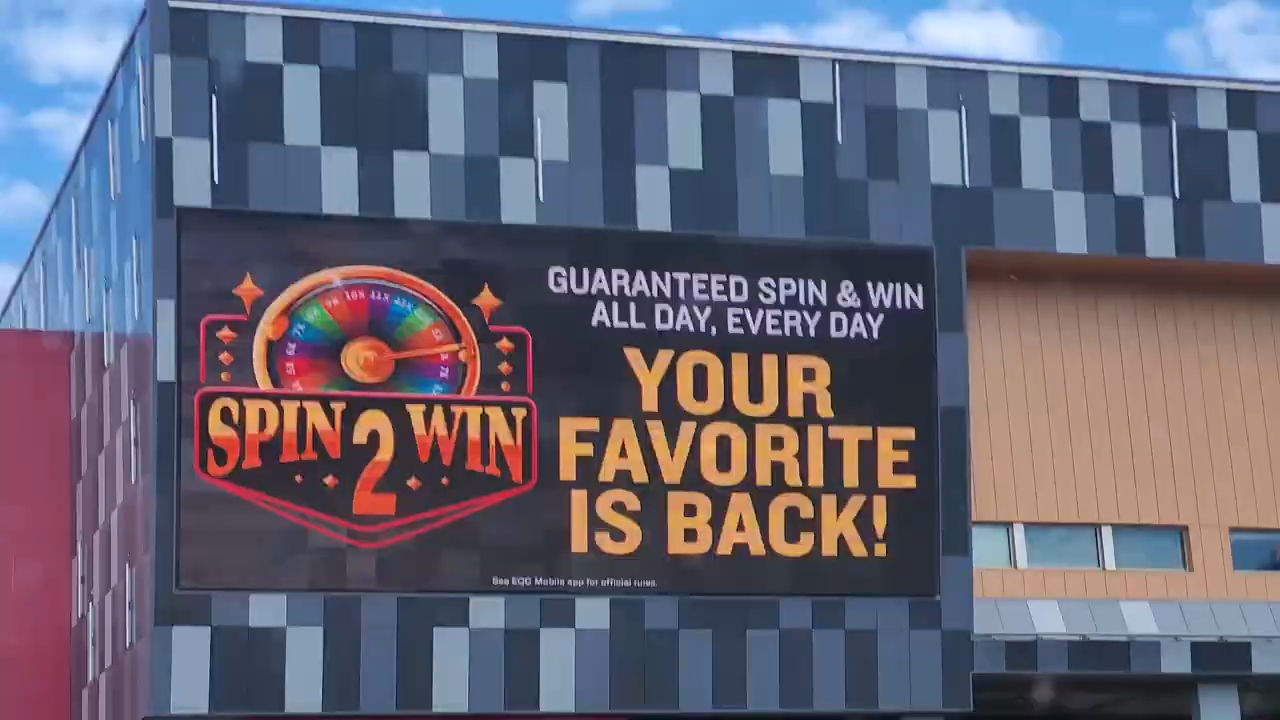 GUARANTEED SPIN & WIN
ALL DAY, EVERY DAY
YOUR
FAVORITE
IS BACK!
SPIN 2 WIN
See EQC Mobile app for official rules.